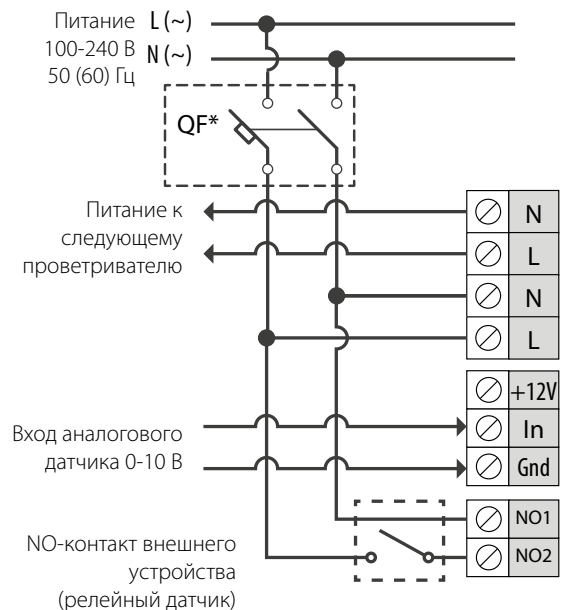 Питание L (~)
100-240 В N (~)
50 (60) Гц
QF*
Питание к
следующему
проветривателю
N
L
N
L
+12V
In
Gnd
Вход аналогового
датчика 0-10 В
NO1
NO2
NO-контакт внешнего
устройства
(релейный датчик)